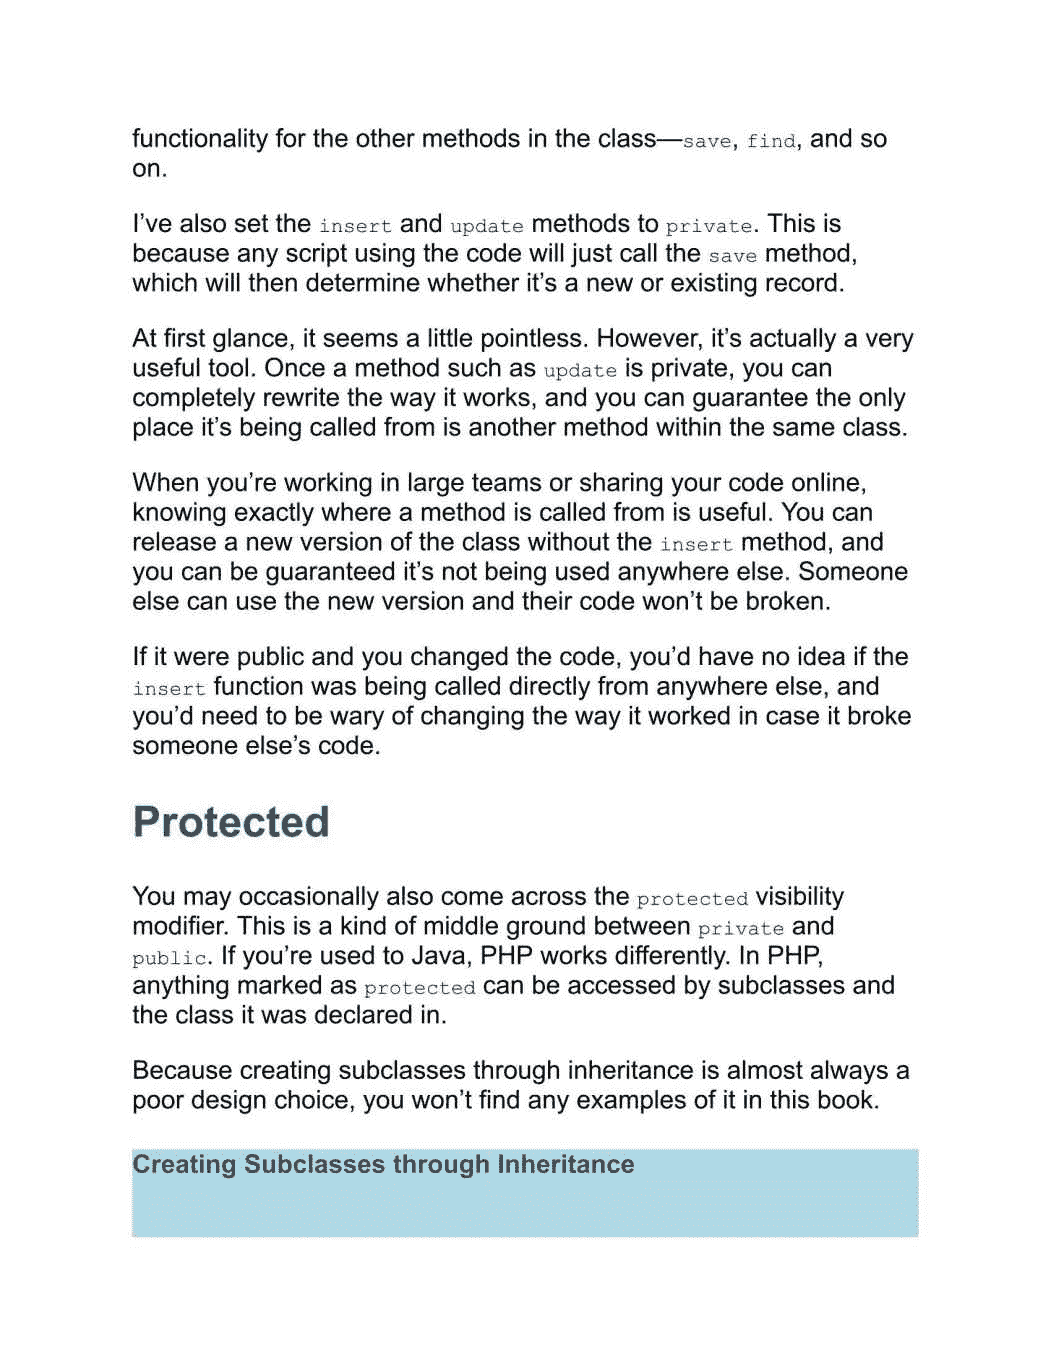 functionality for the other methods in the class—save, find, and so
on.
I’ve also set the insert and update methods to private. This is
because any script using the code will just call the save method,
which will then determine whether it’s a new or existing record.
At first glance, it seems a little pointless. However, it’s actually a very
useful tool. Once a method such as update is private, you can
completely rewrite the way it works, and you can guarantee the only
place it’s being called from is another method within the same class.
When you’re working in large teams or sharing your code online,
knowing exactly where a method is called from is useful. You can
release a new version of the class without the insert method, and
you can be guaranteed it’s not being used anywhere else. Someone
else can use the new version and their code won’t be broken.
If it were public and you changed the code, you’d have no idea if the
insert function was being called directly from anywhere else, and
you’d need to be wary of changing the way it worked in case it broke
someone else’s code.
Protected
You may occasionally also come across the protected visibility
modifier. This is a kind of middle ground between private and
public. If you’re used to Java, PHP works differently. In PHP,
anything marked as protected can be accessed by subclasses and
the class it was declared in.
Because creating subclasses through inheritance is almost always a
poor design choice, you won’t find any examples of it in this book.
Creating Subclasses through Inheritance